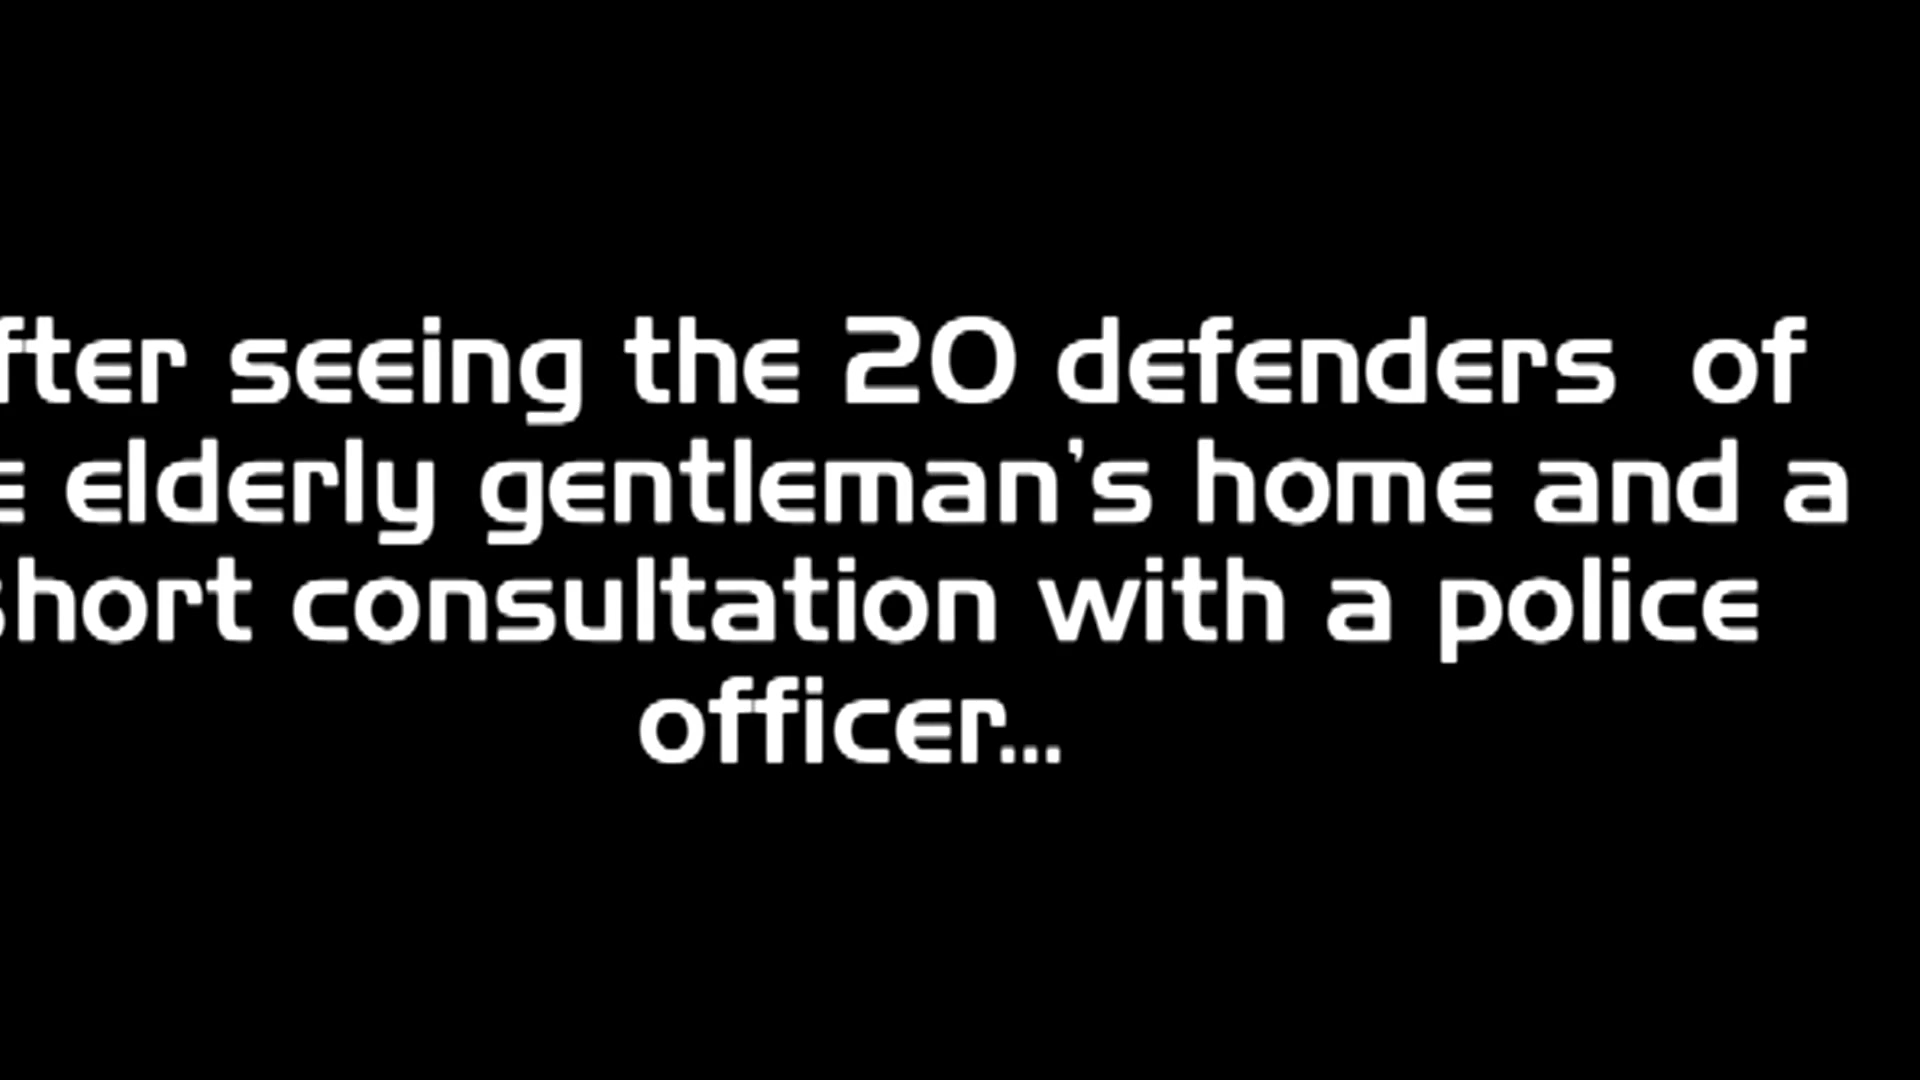 fter seeing the 20 defenders  of
e elderly gentleman's home and a
short consultation with a police
officer...